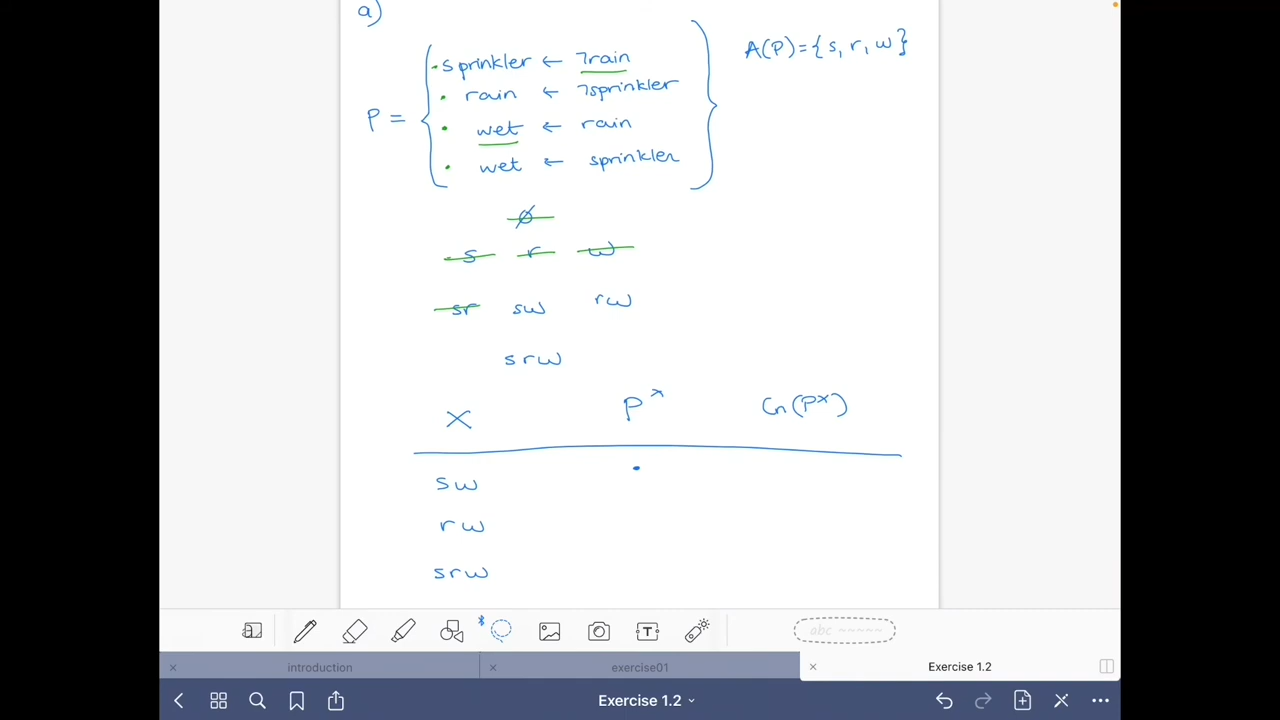 a)
P = { • sprinkler ← ¬rain } A(P) = {s, r, w}
• rain ← ¬sprinkler
• wet ← rain
• wet ← sprinkler
∅
s r w
sr sw rw
srw
X P^x Cn(P^x)
sw •
rw
srw
abc
introduction exercise01 Exercise 1.2
Exercise 1.2